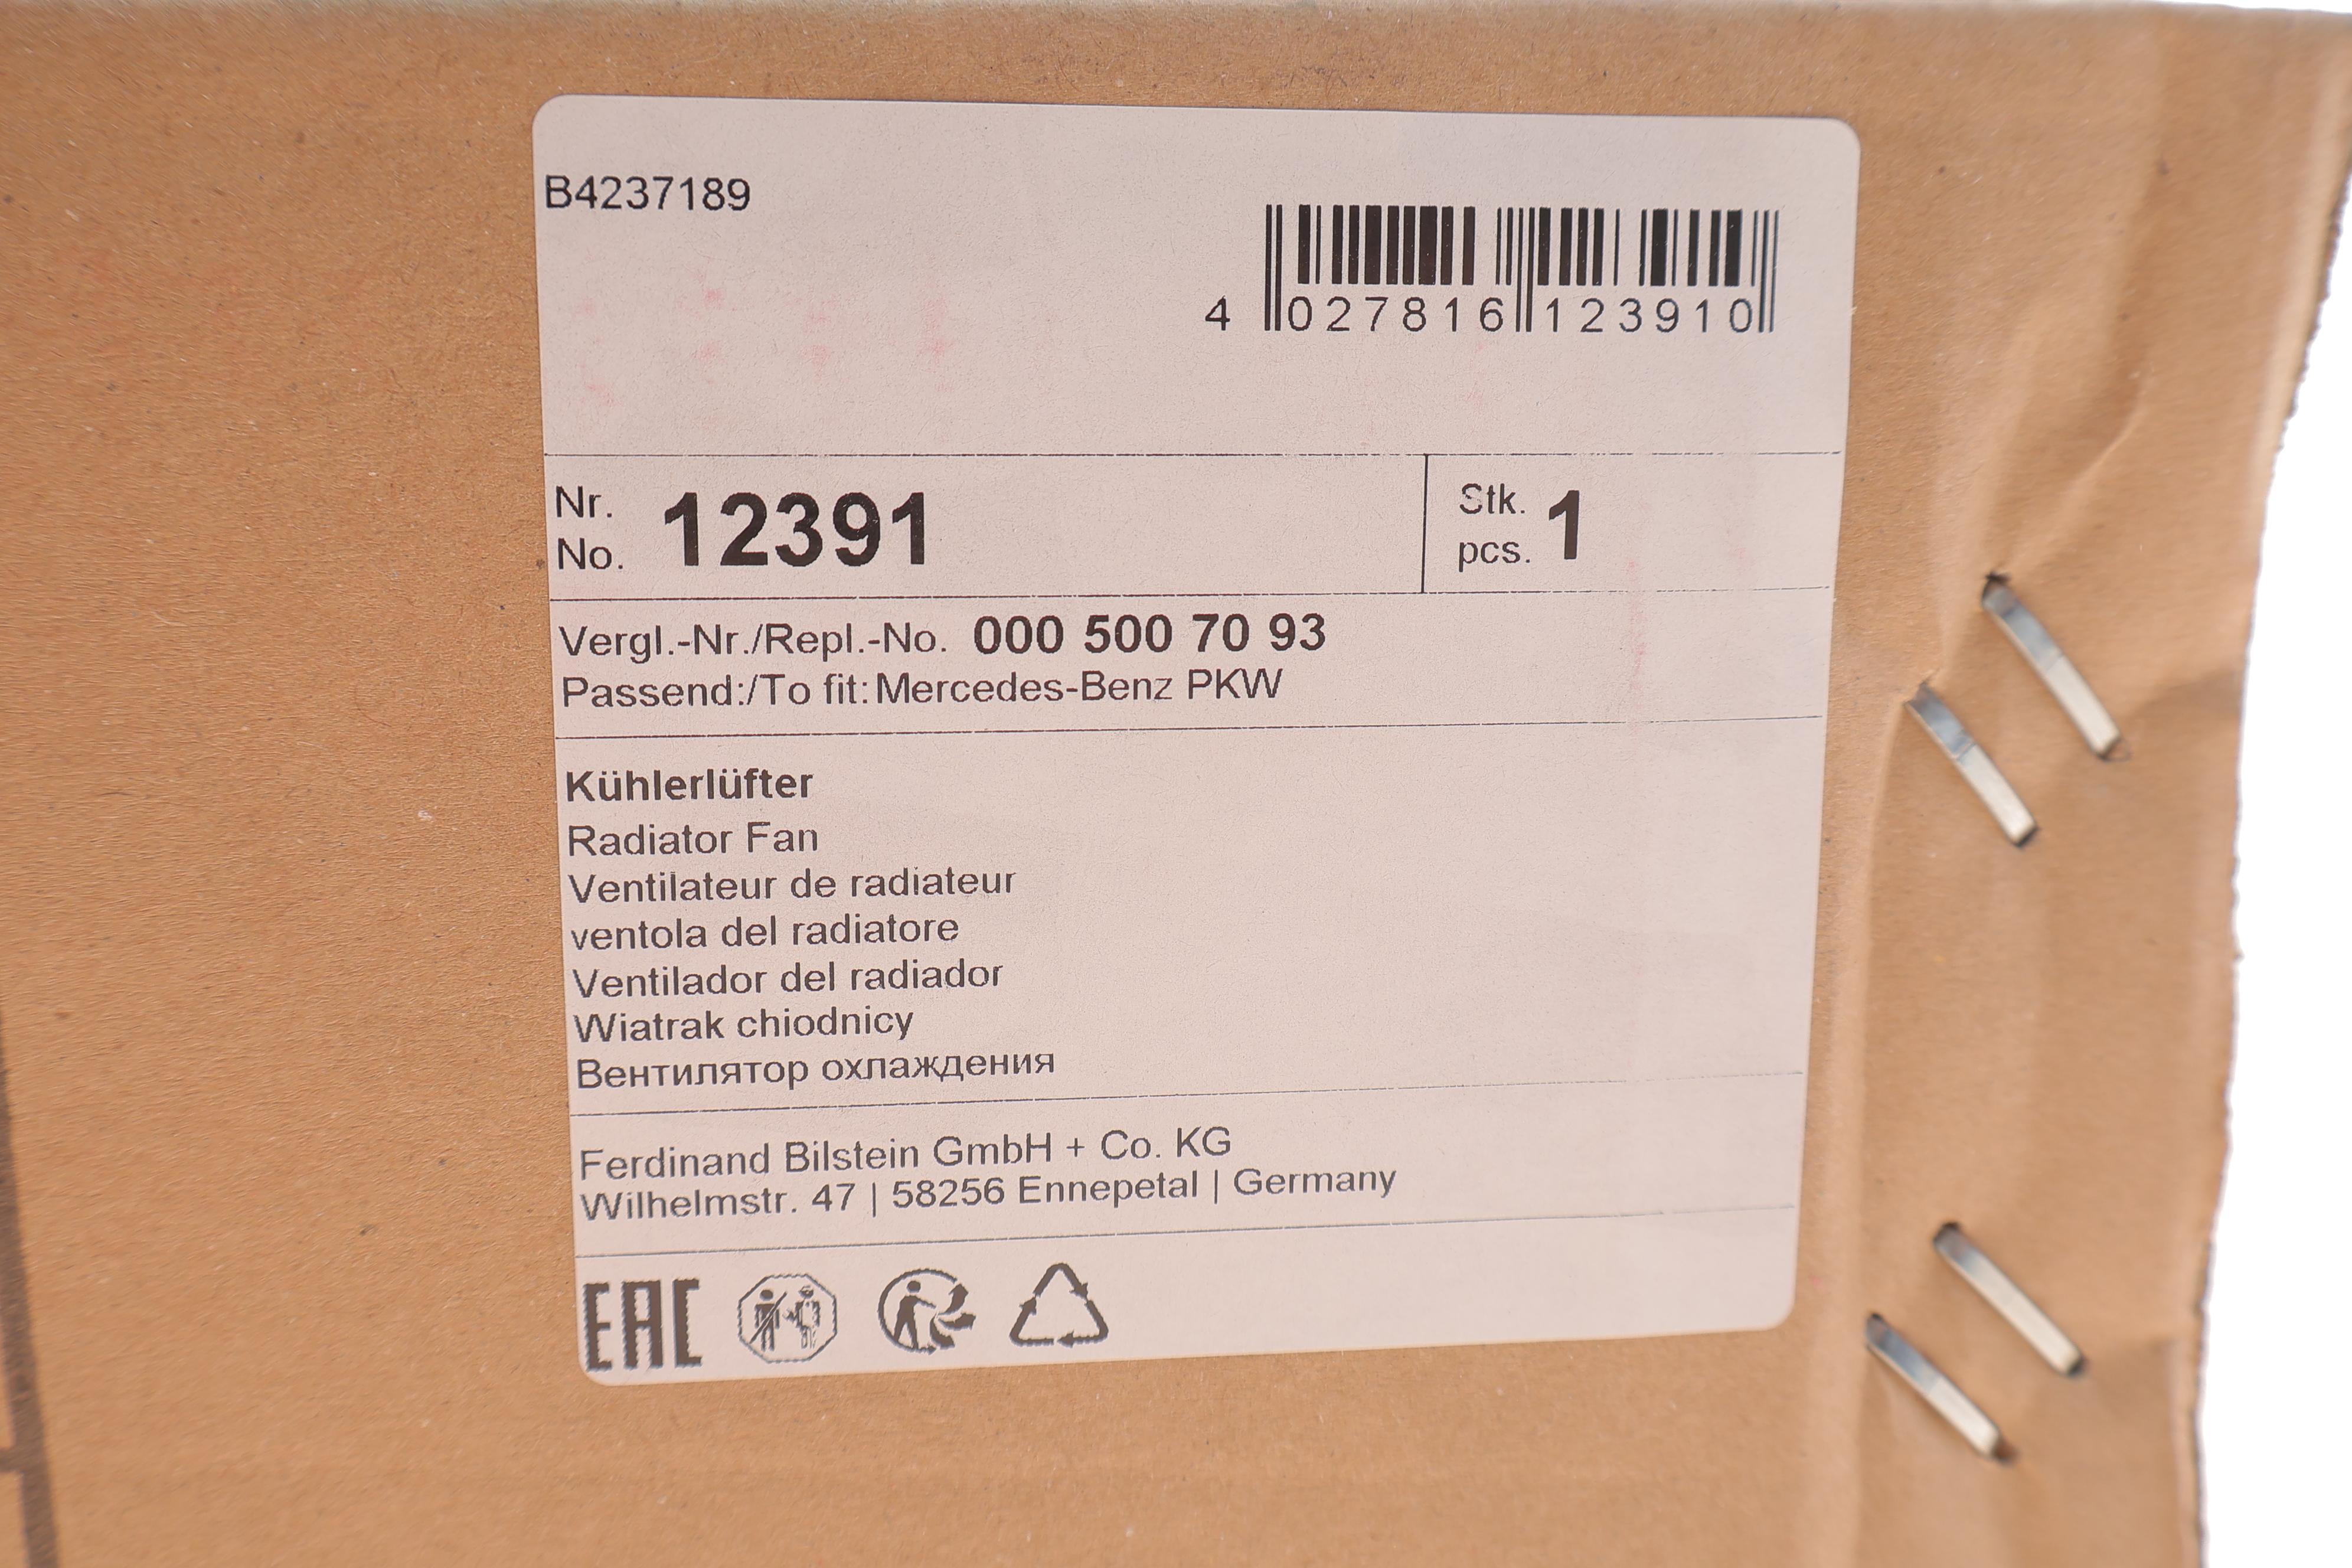 B4237189
4 027816 123910
Nr.
No. 12391
Stk.
pcs. 1
Vergl.-Nr./Repl.-No. 000 500 70 93
Passend:/To fit: Mercedes-Benz PKW
Kühlerlüfter
Radiator Fan
Ventilateur de radiateur
ventola del radiatore
Ventilador del radiador
Wiatrak chiodnicy
Вентилятор охлаждения
Ferdinand Bilstein GmbH + Co. KG
Wilhelmstr. 47 | 58256 Ennepetal | Germany
EAC